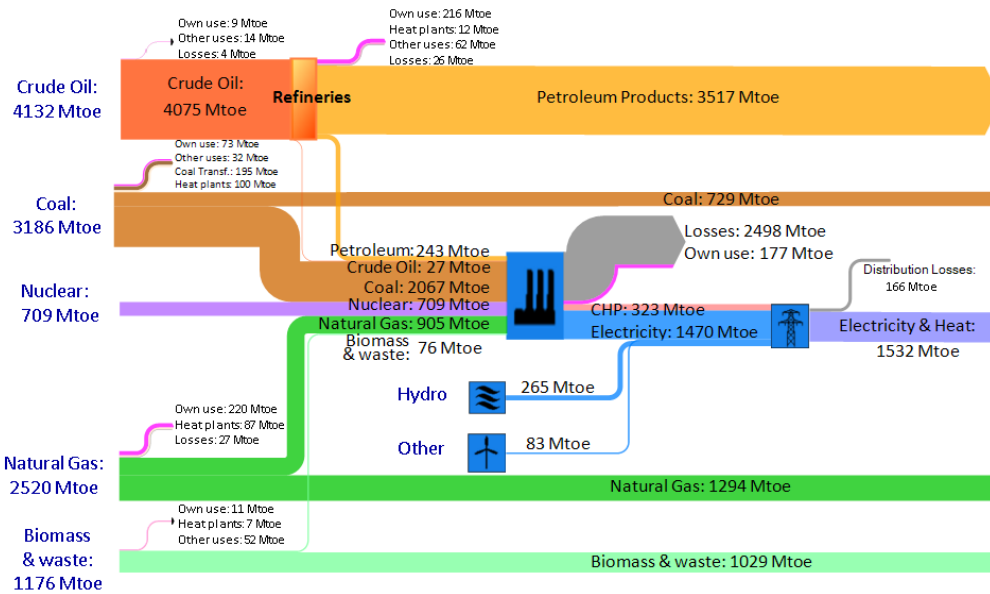 Own use: 9 Mtoe
Other uses: 14 Mtoe
Losses: 4 Mtoe
Own use: 216 Mtoe
Heat plants: 12 Mtoe
Other uses: 62 Mtoe
Losses: 26 Mtoe
Crude Oil:
4132 Mtoe
Crude Oil:
4075 Mtoe
Refineries
Petroleum Products: 3517 Mtoe
Own use: 73 Mtoe
Other uses: 32 Mtoe
Coal Transf.: 195 Mtoe
Heat plants: 100 Mtoe
Coal:
3186 Mtoe
Coal: 729 Mtoe
Losses: 2498 Mtoe
Own use: 177 Mtoe
Petroleum: 243 Mtoe
Crude Oil: 27 Mtoe
Coal: 2067 Mtoe
Nuclear: 709 Mtoe
Natural Gas: 905 Mtoe
Biomass
& waste: 76 Mtoe
Nuclear:
709 Mtoe
Distribution Losses:
166 Mtoe
CHP: 323 Mtoe
Electricity: 1470 Mtoe
Electricity & Heat:
1532 Mtoe
Hydro
265 Mtoe
Other
83 Mtoe
Own use: 220 Mtoe
Heat plants: 87 Mtoe
Losses: 27 Mtoe
Natural Gas:
2520 Mtoe
Natural Gas: 1294 Mtoe
Own use: 11 Mtoe
Heat plants: 7 Mtoe
Other uses: 52 Mtoe
Biomass
& waste:
1176 Mtoe
Biomass & waste: 1029 Mtoe